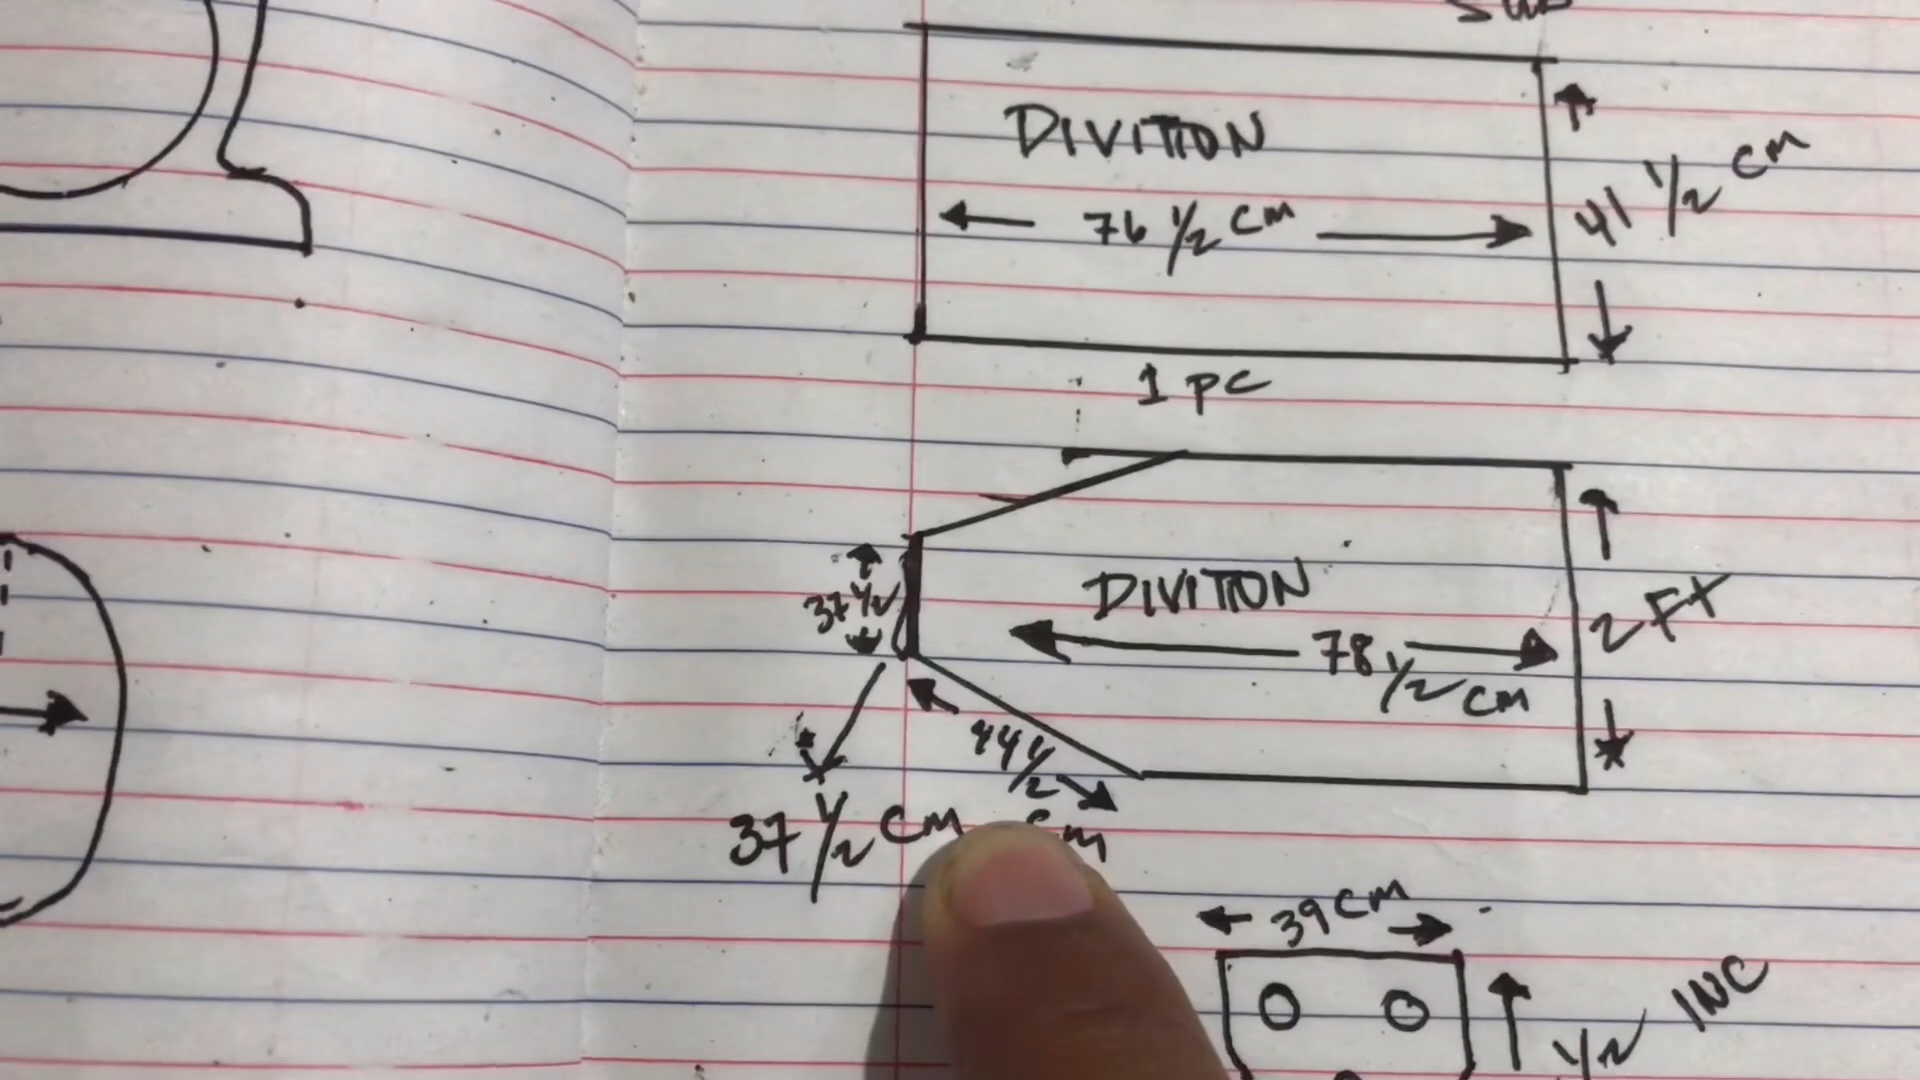 DIVITION
76 1/2 cm
41 1/2 cm
1 pc
DIVITION
37 1/2
78 1/2 cm
2 Ft
44 1/2 cm
37 1/2 cm
39 cm
1/2 INC